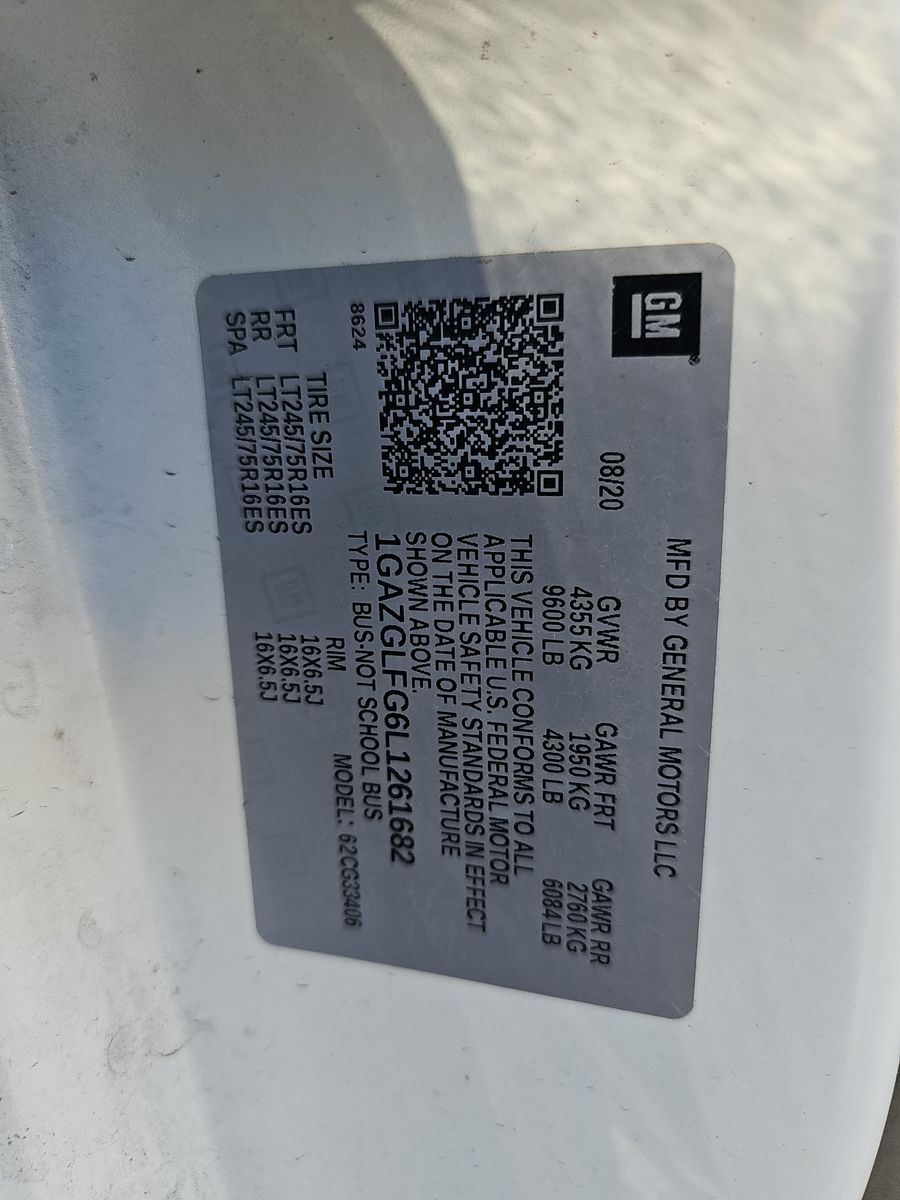 GM
MFD BY GENERAL MOTORS LLC
08/20 GVWR GAWR FRT GAWR RR
4355 KG 1950 KG 2760 KG
9600 LB 4300 LB 6084 LB
THIS VEHICLE CONFORMS TO ALL
APPLICABLE U.S. FEDERAL MOTOR
VEHICLE SAFETY STANDARDS IN EFFECT
ON THE DATE OF MANUFACTURE
SHOWN ABOVE.
1GAZGLFG6L1261682
8624 TYPE: BUS-NOT SCHOOL BUS
MODEL: 62CG33406
TIRE SIZE RIM
FRT LT245/75R16ES 16X6.5J
RR LT245/75R16ES 16X6.5J
SPA LT245/75R16ES 16X6.5J